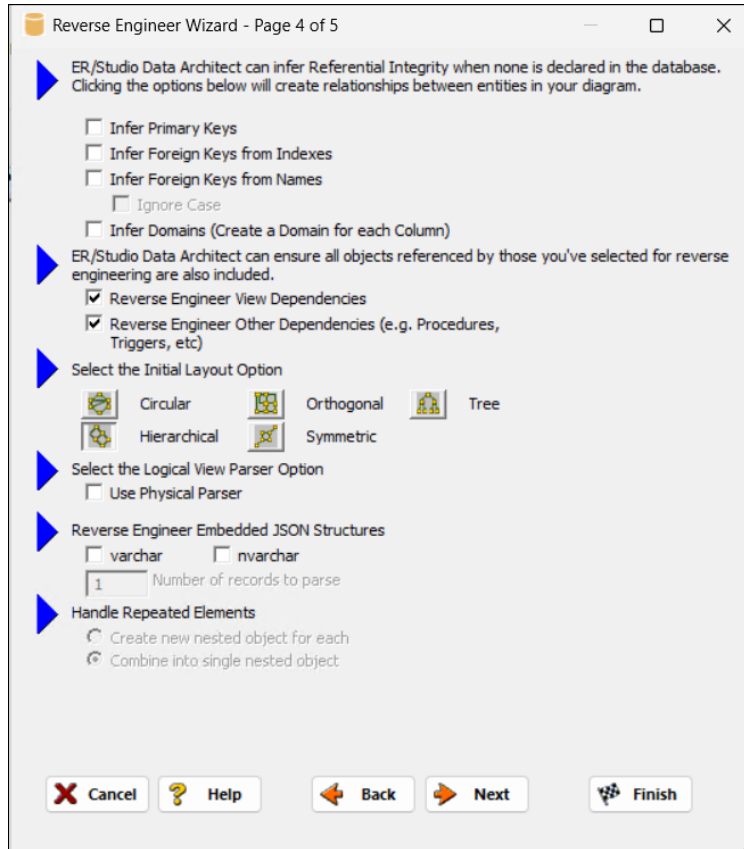 Reverse Engineer Wizard - Page 4 of 5
ER/Studio Data Architect can infer Referential Integrity when none is declared in the database.
Clicking the options below will create relationships between entities in your diagram.
Infer Primary Keys
Infer Foreign Keys from Indexes
Infer Foreign Keys from Names
Ignore Case
Infer Domains (Create a Domain for each Column)
ER/Studio Data Architect can ensure all objects referenced by those you've selected for reverse
engineering are also included.
Reverse Engineer View Dependencies
Reverse Engineer Other Dependencies (e.g. Procedures,
Triggers, etc)
Select the Initial Layout Option
Circular Orthogonal Tree
Hierarchical Symmetric
Select the Logical View Parser Option
Use Physical Parser
Reverse Engineer Embedded JSON Structures
varchar nvarchar
1 Number of records to parse
Handle Repeated Elements
Create new nested object for each
Combine into single nested object
Cancel Help Back Next Finish